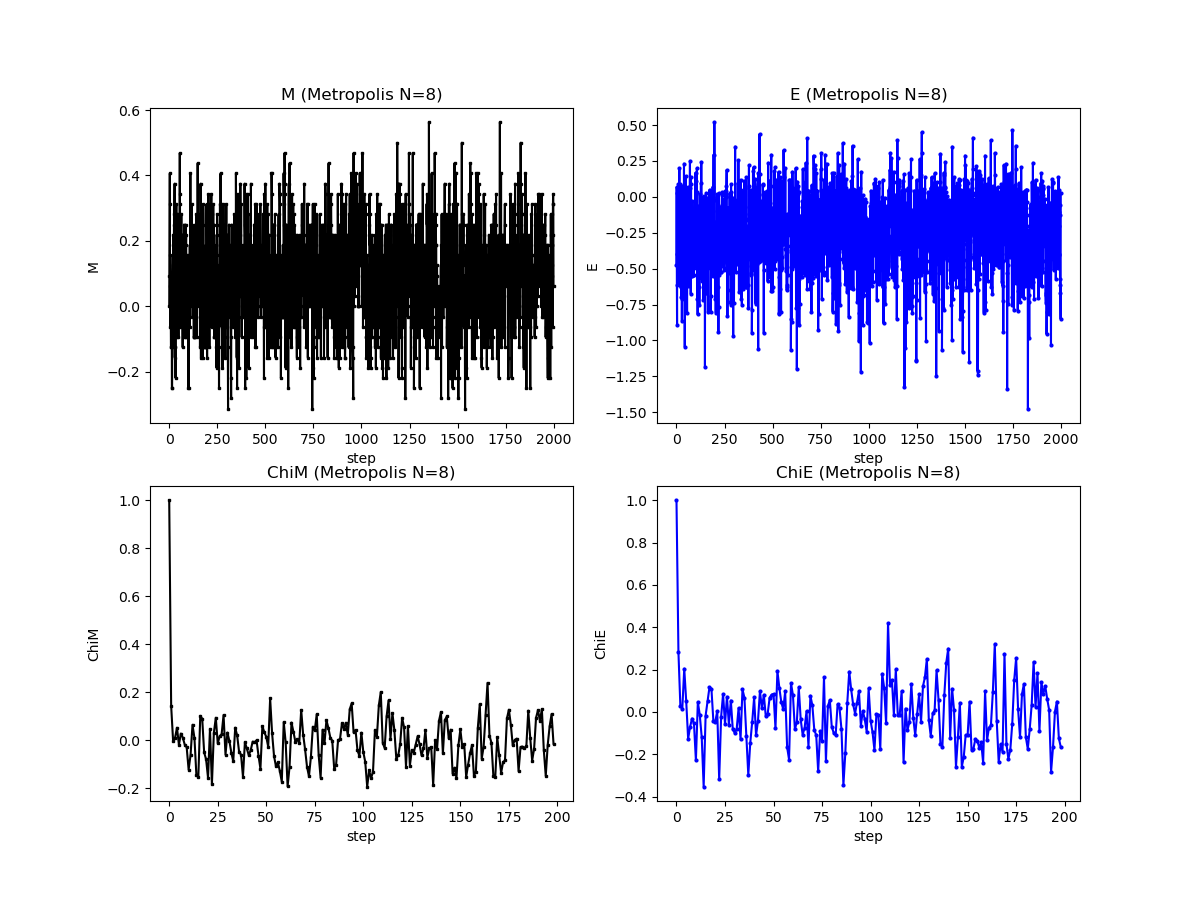 M (Metropolis N=8)
0.6
0.4
0.2
0.0
−0.2
M
0 250 500 750 1000 1250 1500 1750 2000
step
E (Metropolis N=8)
0.50
0.25
0.00
−0.25
−0.50
−0.75
−1.00
−1.25
−1.50
E
0 250 500 750 1000 1250 1500 1750 2000
step
ChiM (Metropolis N=8)
1.0
0.8
0.6
0.4
0.2
0.0
−0.2
ChiM
0 25 50 75 100 125 150 175 200
step
ChiE (Metropolis N=8)
1.0
0.8
0.6
0.4
0.2
0.0
−0.2
−0.4
ChiE
0 25 50 75 100 125 150 175 200
step